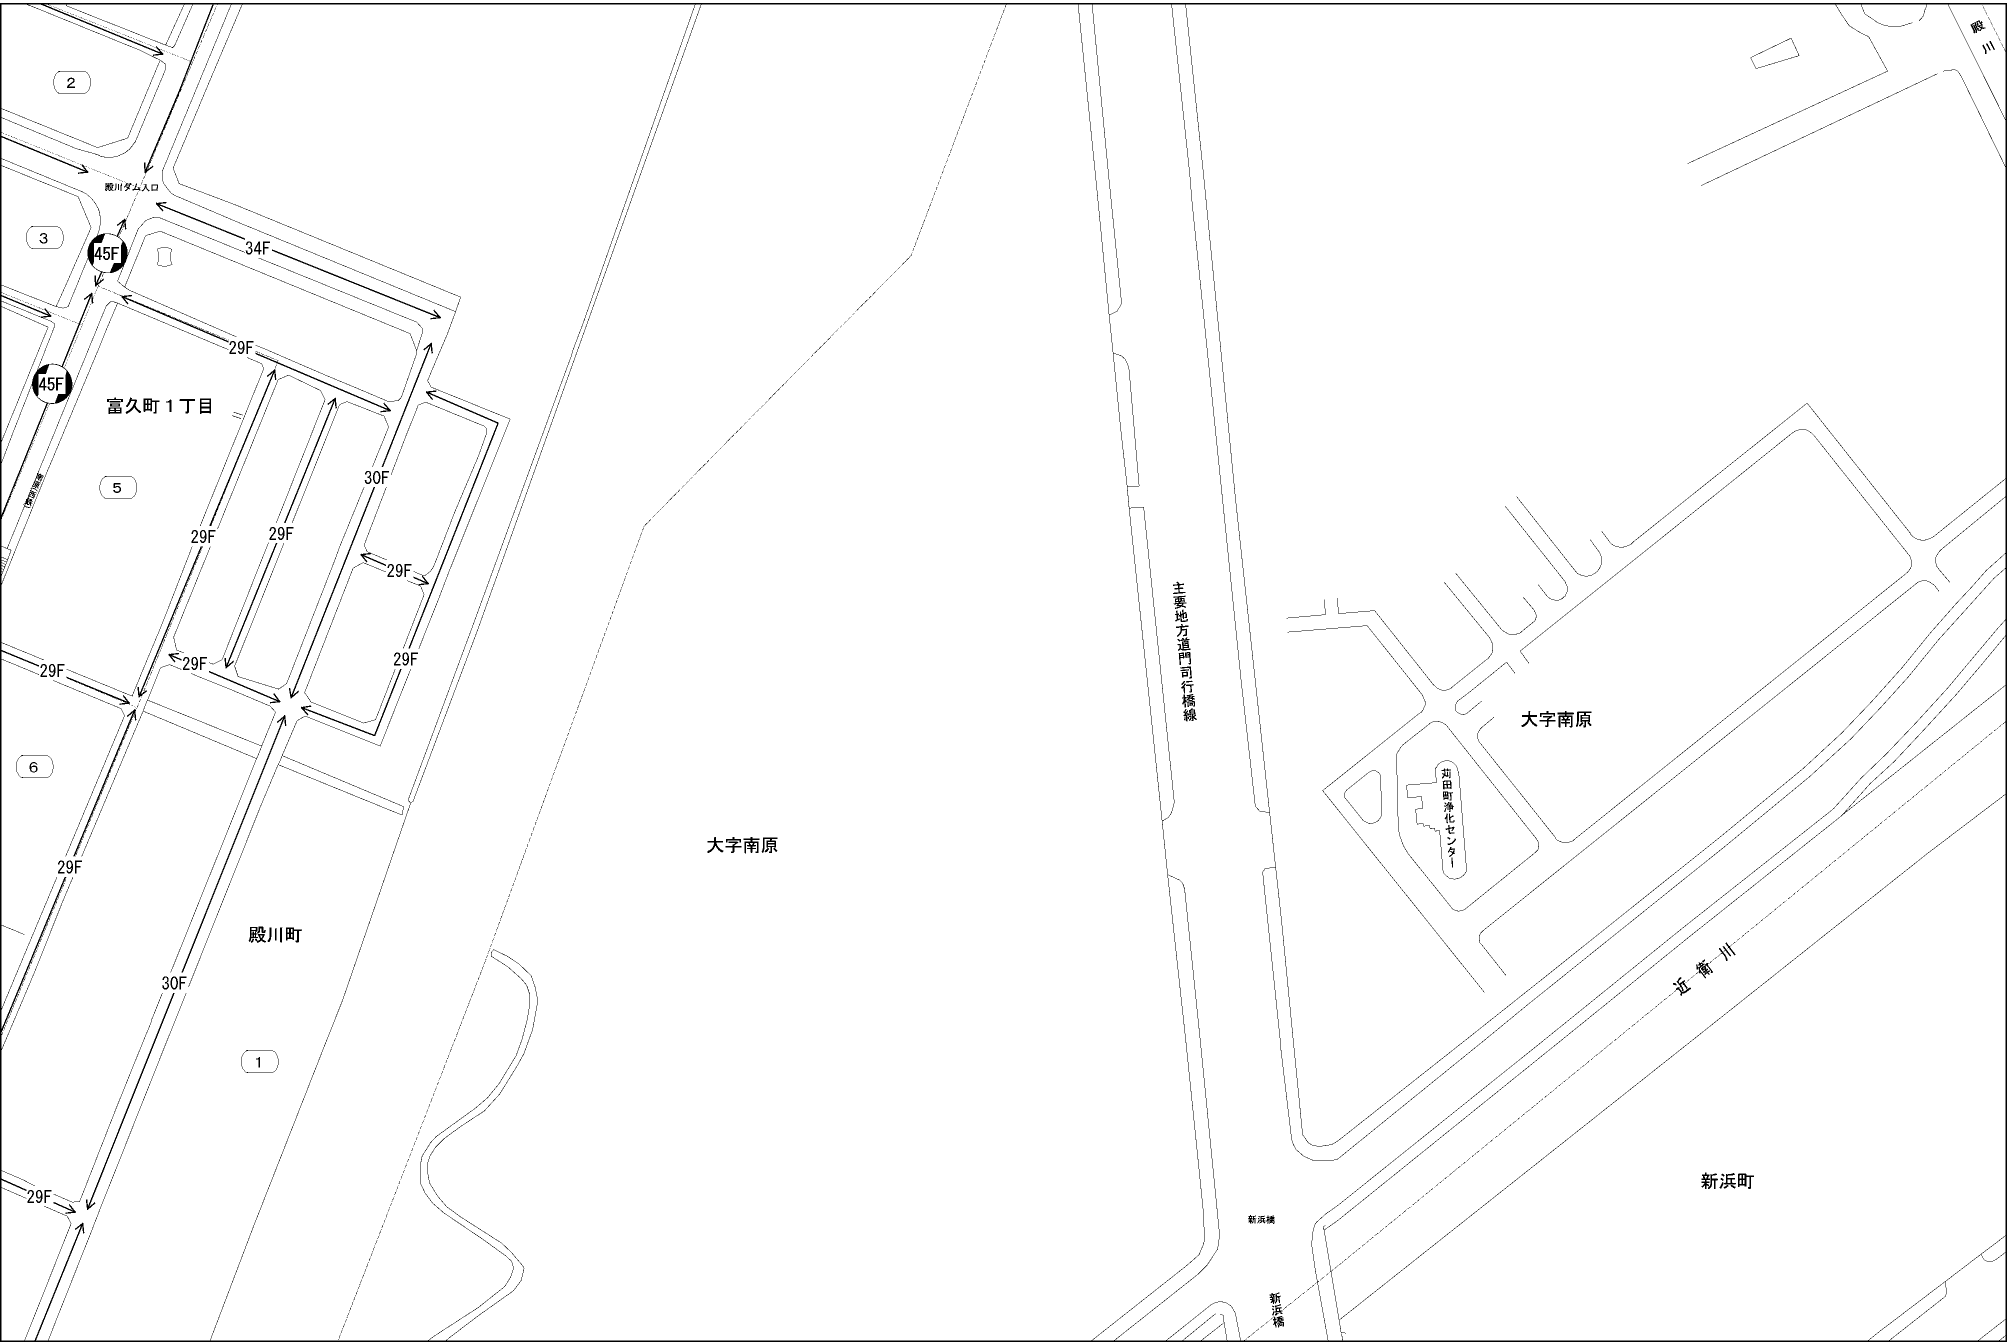 殿川
2
殿川ダム入口
3
45F
34F
29F
45F
富久町1丁目
5
30F
29F
29F
29F
29F
29F
29F
主要地方道門司行橋線
大字南原
6
苅田町浄化センター
29F
大字南原
殿川町
30F
近衛川
1
29F
新浜町
新浜橋
新浜橋